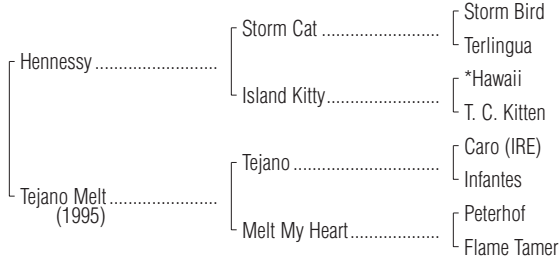 Storm Bird
Storm Cat ........................
Terlingua
Hennessy .........................
*Hawaii
Island Kitty .......................
T. C. Kitten
Caro (IRE)
Tejano ..............................
Infantes
Tejano Melt ......................
(1995)
Peterhof
Melt My Heart ..................
Flame Tamer